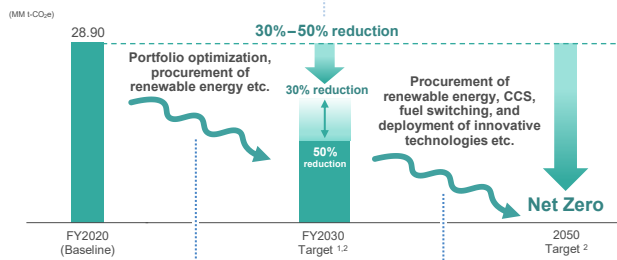 (MM t-CO₂e)
28.90
30%–50% reduction
Portfolio optimization,
procurement of
renewable energy etc.
30% reduction
50%
reduction
Procurement of
renewable energy, CCS,
fuel switching, and
deployment of innovative
technologies etc.
Net Zero
FY2020
(Baseline)
FY2030
Target ¹,²
2050
Target ²